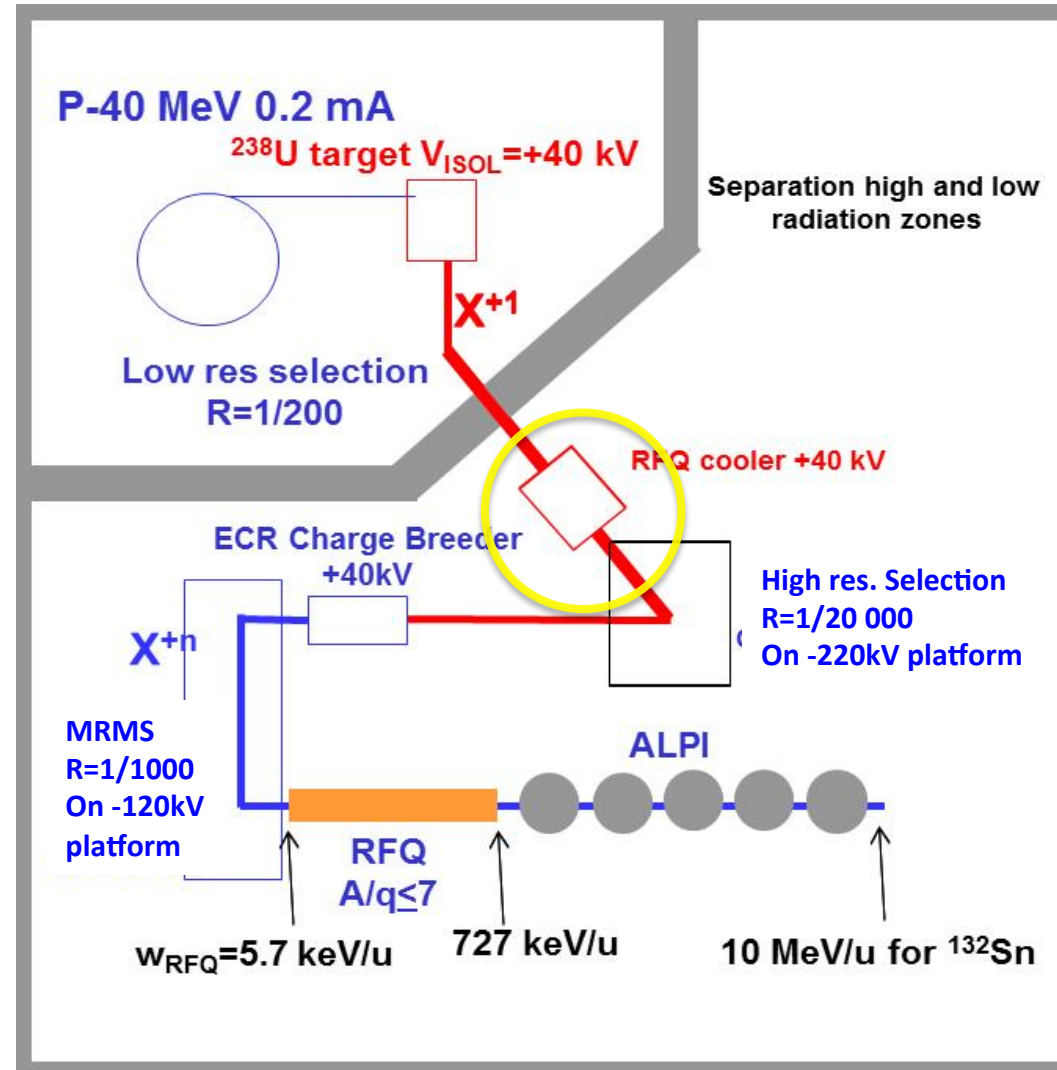 P-40 MeV 0.2 mA
²³⁸U target V_ISOL=+40 kV
Separation high and low
radiation zones
X⁺¹
Low res selection
R=1/200
RFQ cooler +40 kV
ECR Charge Breeder
+40kV
High res. Selection
R=1/20 000
On -220kV platform
X⁺ⁿ
MRMS
R=1/1000
On -120kV
platform
ALPI
RFQ
A/q≤7
w_RFQ=5.7 keV/u
727 keV/u
10 MeV/u for ¹³²Sn